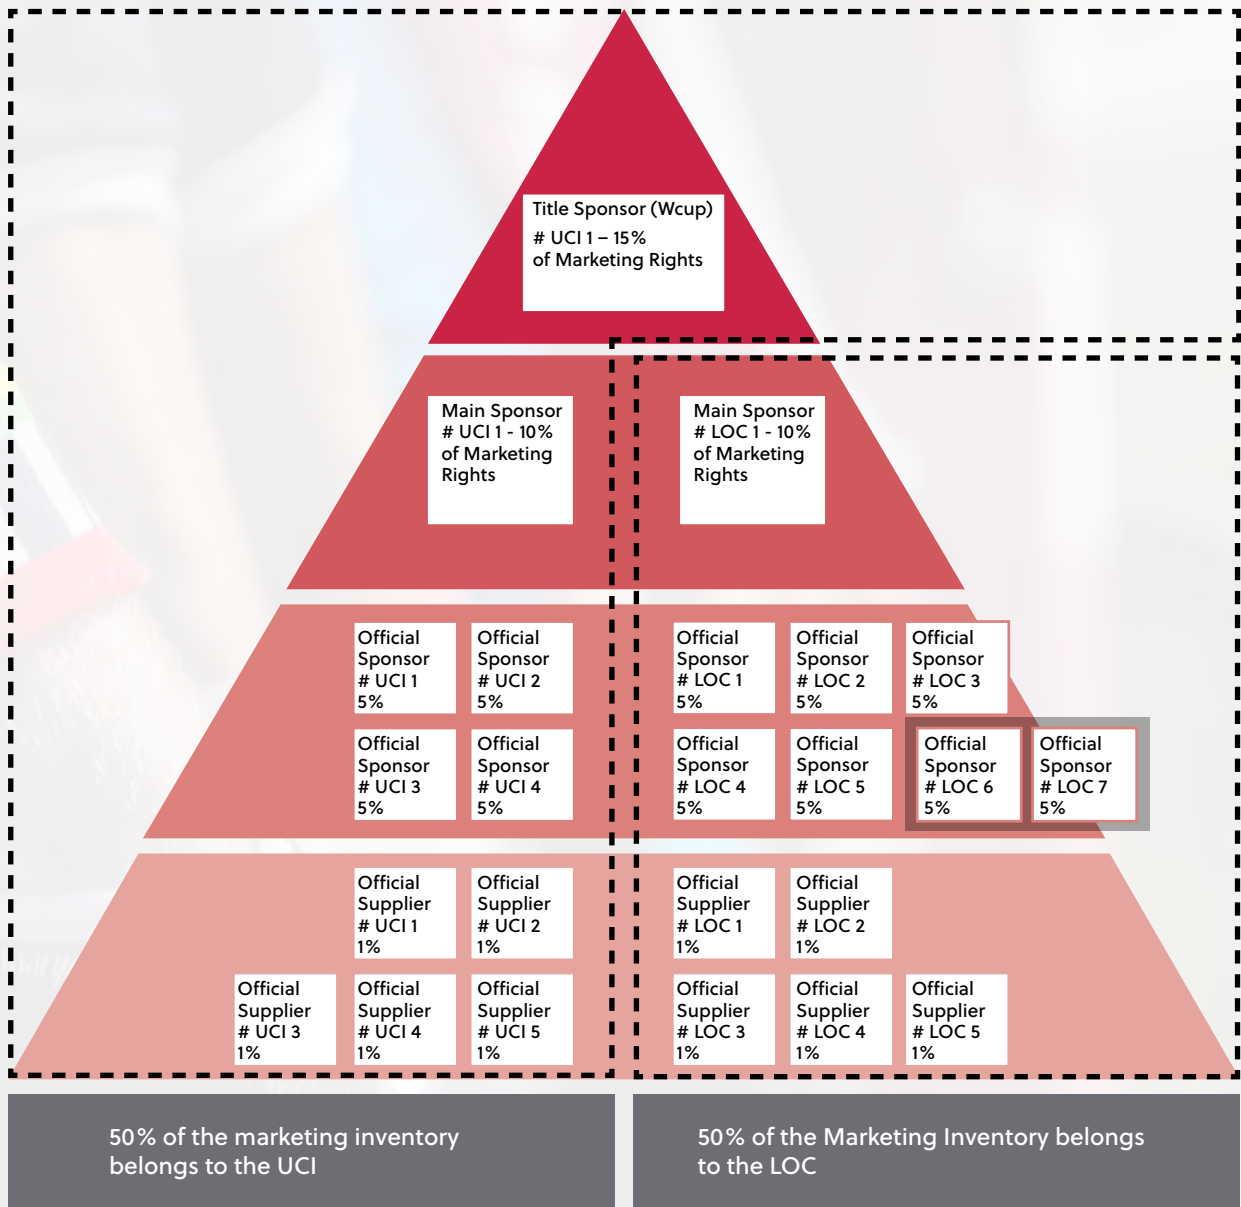 Title Sponsor (Wcup)
# UCI 1 – 15%
of Marketing Rights
Main Sponsor
# UCI 1 - 10%
of Marketing
Rights
Main Sponsor
# LOC 1 - 10%
of Marketing
Rights
Official
Sponsor
# UCI 1
5%
Official
Sponsor
# UCI 2
5%
Official
Sponsor
# LOC 1
5%
Official
Sponsor
# LOC 2
5%
Official
Sponsor
# LOC 3
5%
Official
Sponsor
# UCI 3
5%
Official
Sponsor
# UCI 4
5%
Official
Sponsor
# LOC 4
5%
Official
Sponsor
# LOC 5
5%
Official
Sponsor
# LOC 6
5%
Official
Sponsor
# LOC 7
5%
Official
Supplier
# UCI 1
1%
Official
Supplier
# UCI 2
1%
Official
Supplier
# LOC 1
1%
Official
Supplier
# LOC 2
1%
Official
Supplier
# UCI 3
1%
Official
Supplier
# UCI 4
1%
Official
Supplier
# UCI 5
1%
Official
Supplier
# LOC 3
1%
Official
Supplier
# LOC 4
1%
Official
Supplier
# LOC 5
1%
50% of the marketing inventory
belongs to the UCI
50% of the Marketing Inventory belongs
to the LOC